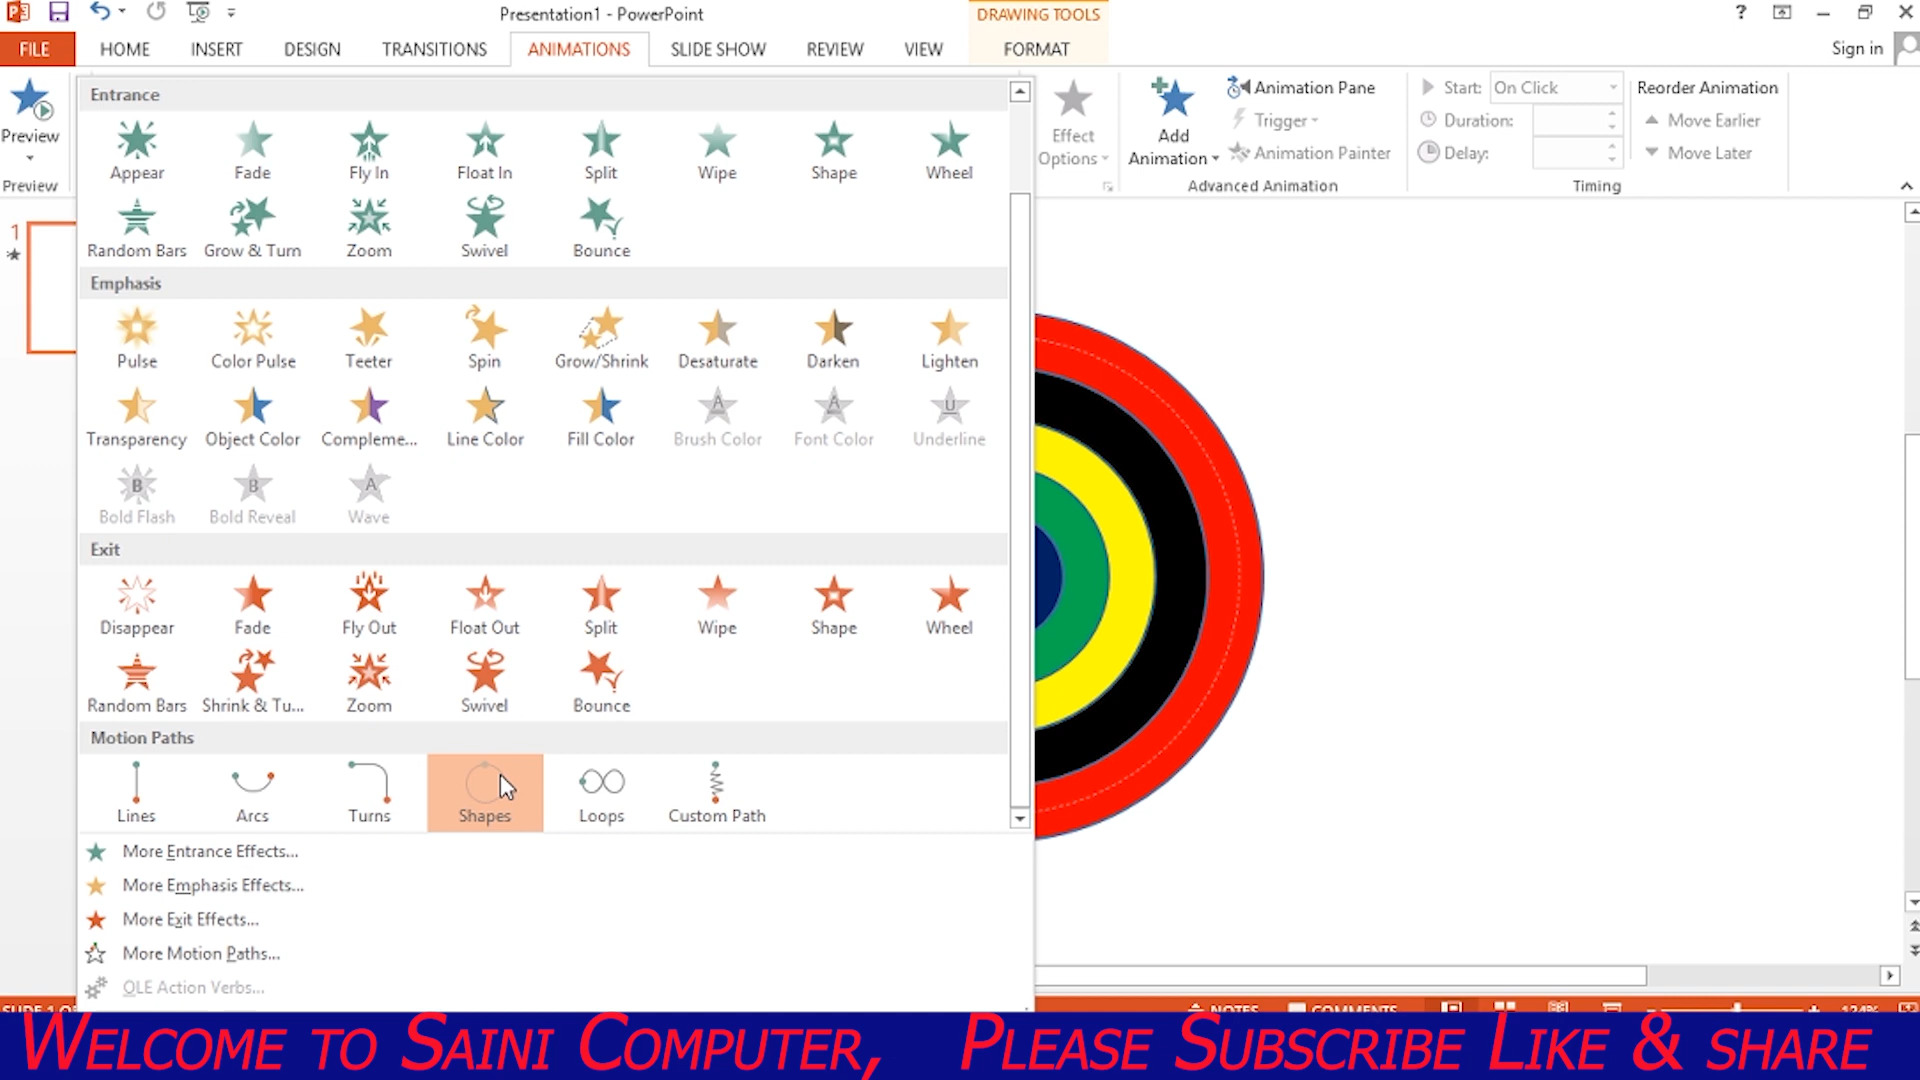 Presentation1 - PowerPoint
DRAWING TOOLS
?
FILE
HOME
INSERT
DESIGN
TRANSITIONS
ANIMATIONS
SLIDE SHOW
REVIEW
VIEW
FORMAT
Sign in
Preview
Preview
Effect
Options
Add
Animation
Animation Pane
Trigger
Animation Painter
Advanced Animation
Start: On Click
Duration:
Delay:
Timing
Reorder Animation
Move Earlier
Move Later
1
Entrance
Appear Fade Fly In Float In Split Wipe Shape Wheel
Random Bars Grow & Turn Zoom Swivel Bounce
Emphasis
Pulse Color Pulse Teeter Spin Grow/Shrink Desaturate Darken Lighten
Transparency Object Color Compleme... Line Color Fill Color Brush Color Font Color Underline
Bold Flash Bold Reveal Wave
Exit
Disappear Fade Fly Out Float Out Split Wipe Shape Wheel
Random Bars Shrink & Tu... Zoom Swivel Bounce
Motion Paths
Lines Arcs Turns Shapes Loops Custom Path
More Entrance Effects...
More Emphasis Effects...
More Exit Effects...
More Motion Paths...
OLE Action Verbs...
NOTES COMMENTS
WELCOME TO SAINI COMPUTER, PLEASE SUBSCRIBE LIKE & SHARE